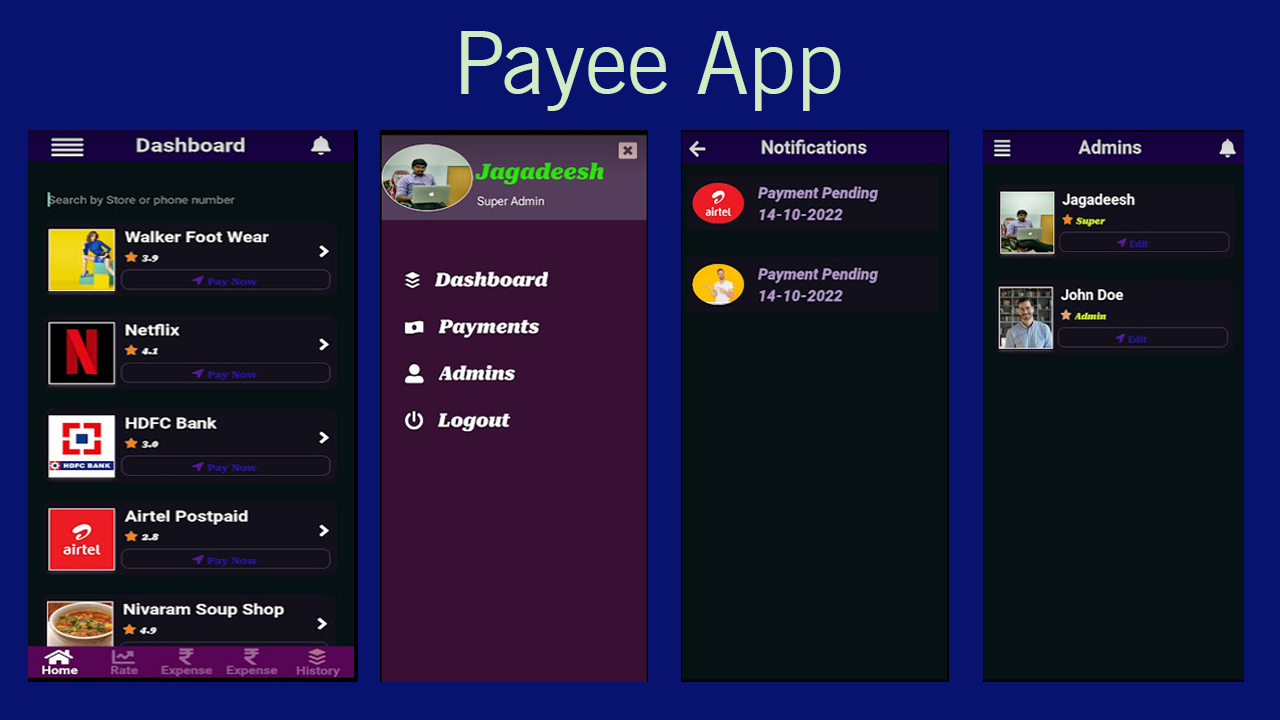 Payee App
Dashboard
Search by Store or phone number
Walker Foot Wear
3.9
Pay Now
Netflix
4.1
Pay Now
HDFC Bank
3.0
HDFC BANK
Pay Now
Airtel Postpaid
2.8
airtel
Pay Now
Nivaram Soup Shop
4.9
Home
Rate
Expense
Expense
History
Jagadeesh
Super Admin
Dashboard
Payments
Admins
Logout
Notifications
airtel
Payment Pending
14-10-2022
Payment Pending
14-10-2022
Admins
Jagadeesh
Super
Edit
John Doe
Admin
Edit